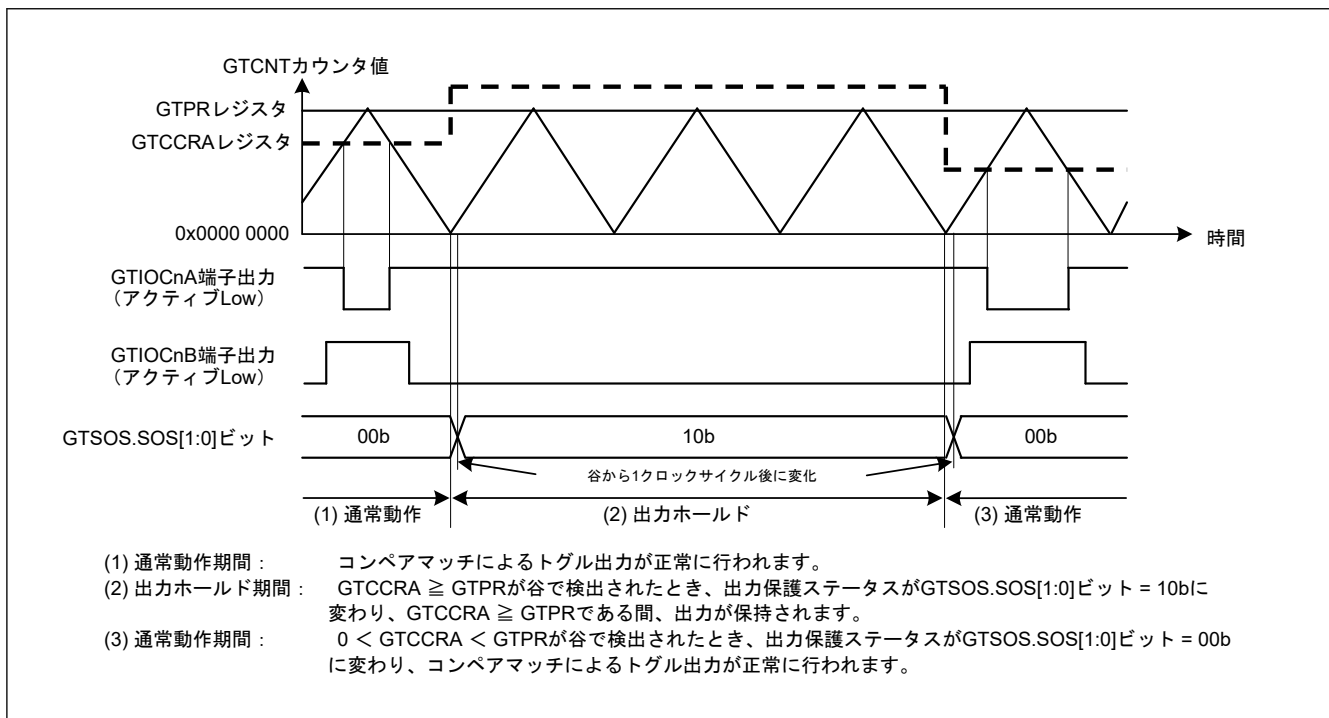 GTCNTカウンタ値
GTPRレジスタ
GTCCRAレジスタ
0x0000 0000
時間
GTIOCnA端子出力
（アクティブLow）
GTIOCnB端子出力
（アクティブLow）
GTSOS.SOS[1:0]ビット
00b
10b
00b
谷から1クロックサイクル後に変化
(1) 通常動作
(2) 出力ホールド
(3) 通常動作
(1) 通常動作期間： コンペアマッチによるトグル出力が正常に行われます。
(2) 出力ホールド期間： GTCCRA ≧ GTPRが谷で検出されたとき、出力保護ステータスがGTSOS.SOS[1:0]ビット = 10bに
変わり、GTCCRA ≧ GTPRである間、出力が保持されます。
(3) 通常動作期間： 0 ＜ GTCCRA ＜ GTPRが谷で検出されたとき、出力保護ステータスがGTSOS.SOS[1:0]ビット = 00b
に変わり、コンペアマッチによるトグル出力が正常に行われます。